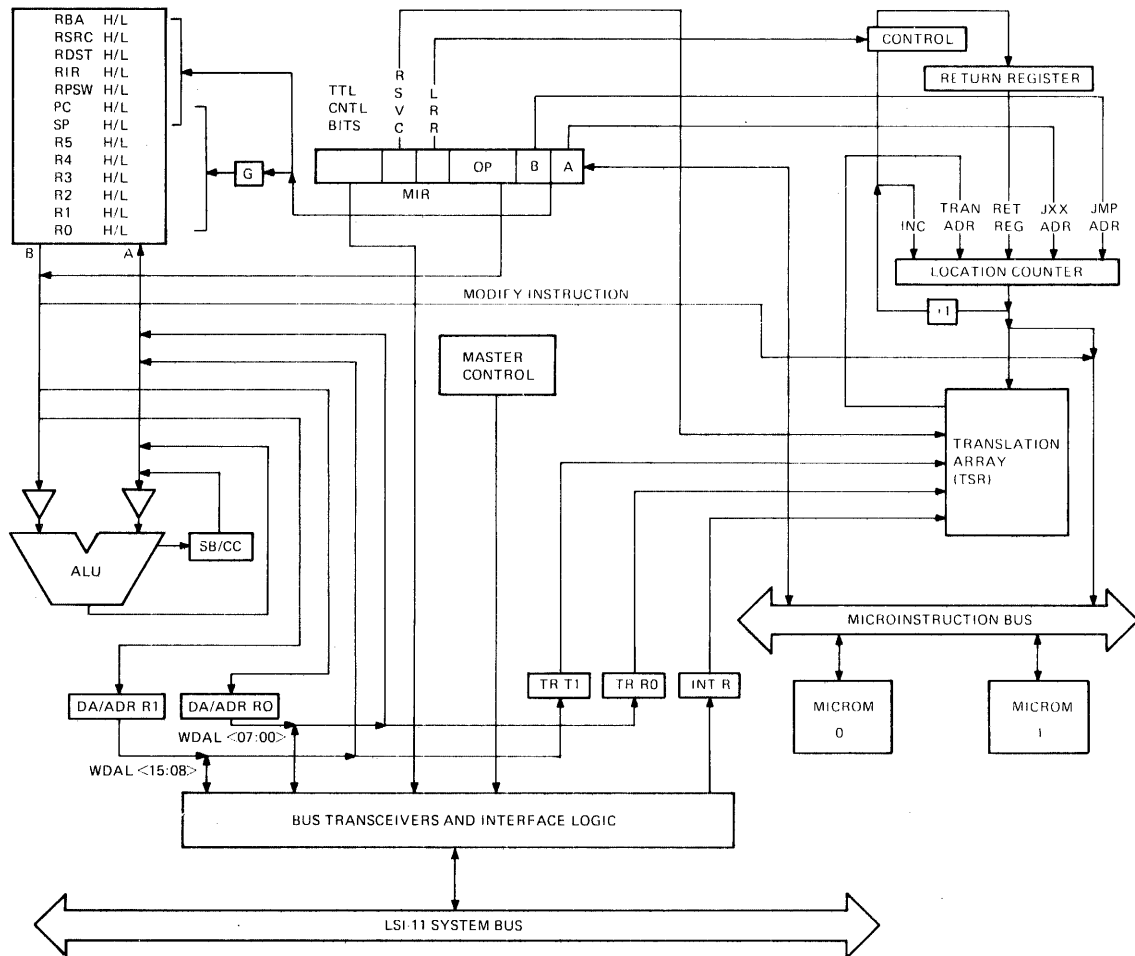 RBA H/L
RSRC H/L
RDST H/L
RIR H/L
RPSW H/L
PC H/L
SP H/L
R5 H/L
R4 H/L
R3 H/L
R2 H/L
R1 H/L
R0 H/L
B
A
G
TTL
CNTL
BITS
RSVC
LRR
OP
B
A
MIR
CONTROL
RETURN REGISTER
INC
TRAN
ADR
RET
REG
JXX
ADR
JMP
ADR
LOCATION COUNTER
+1
MODIFY INSTRUCTION
MASTER
CONTROL
TRANSLATION
ARRAY
(TSR)
ALU
SB/CC
MICROINSTRUCTION BUS
DA/ADR R1
DA/ADR RO
TR T1
TR R0
INT R
MICROM
0
MICROM
1
WDAL <07:00>
WDAL <15:08>
BUS TRANSCEIVERS AND INTERFACE LOGIC
LSI-11 SYSTEM BUS